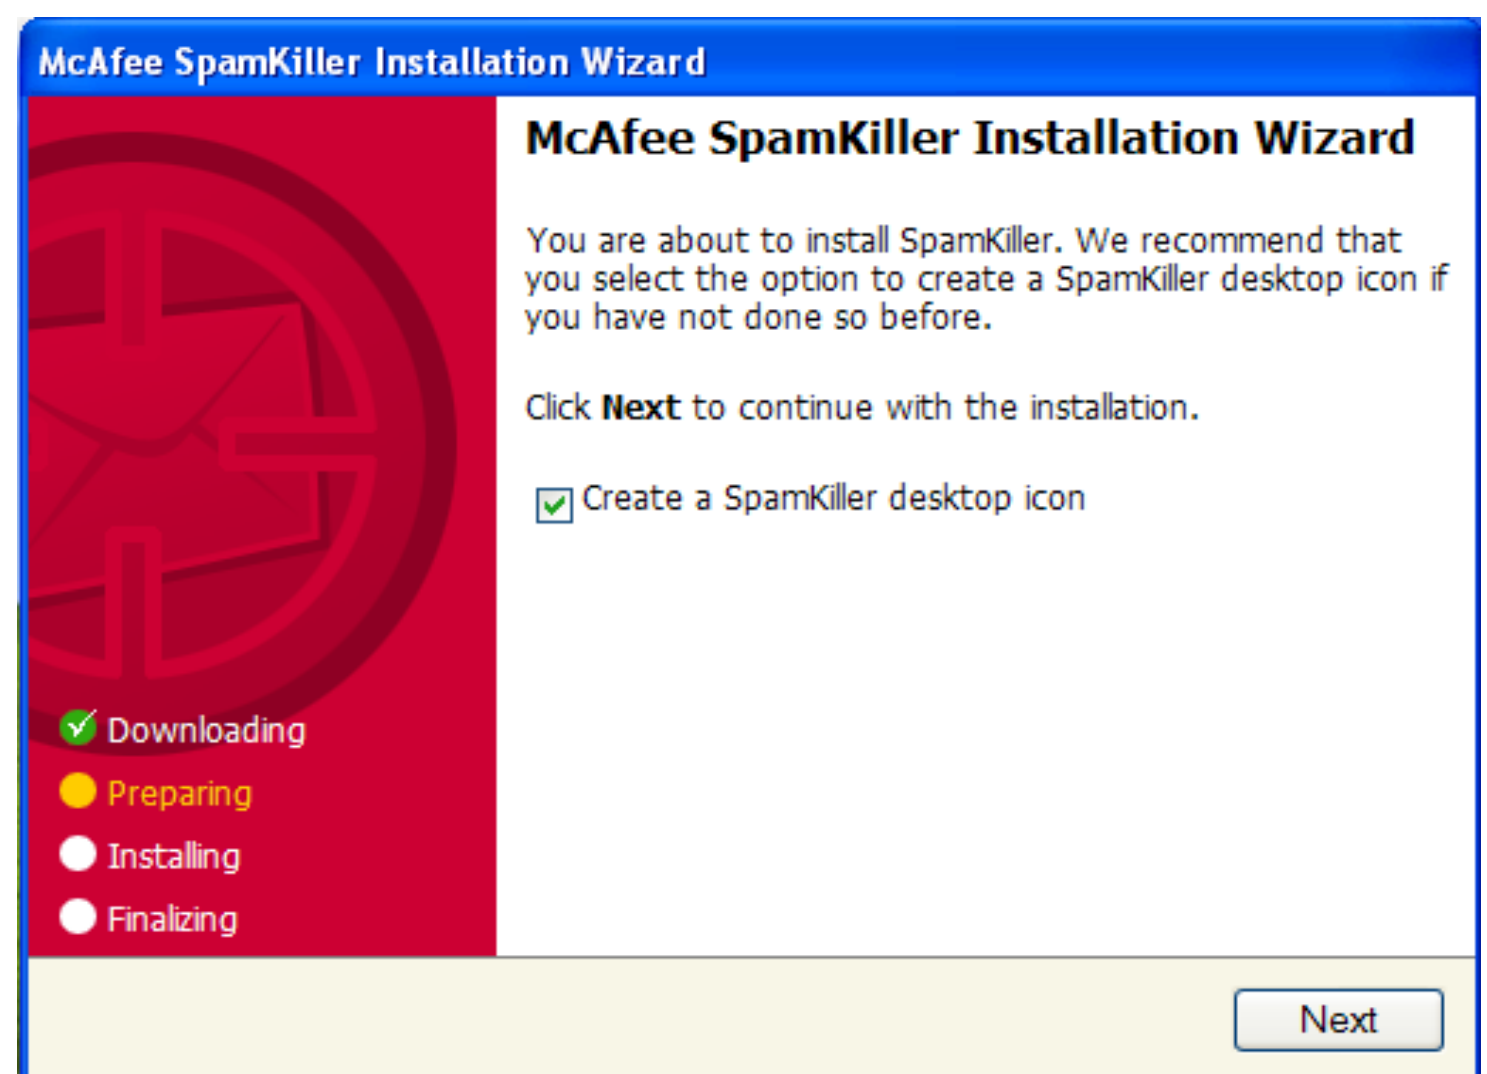 McAfee SpamKiller Installation Wizard
McAfee SpamKiller Installation Wizard
You are about to install SpamKiller. We recommend that
you select the option to create a SpamKiller desktop icon if
you have not done so before.
Click Next to continue with the installation.
Create a SpamKiller desktop icon
Downloading
Preparing
Installing
Finalizing
Next